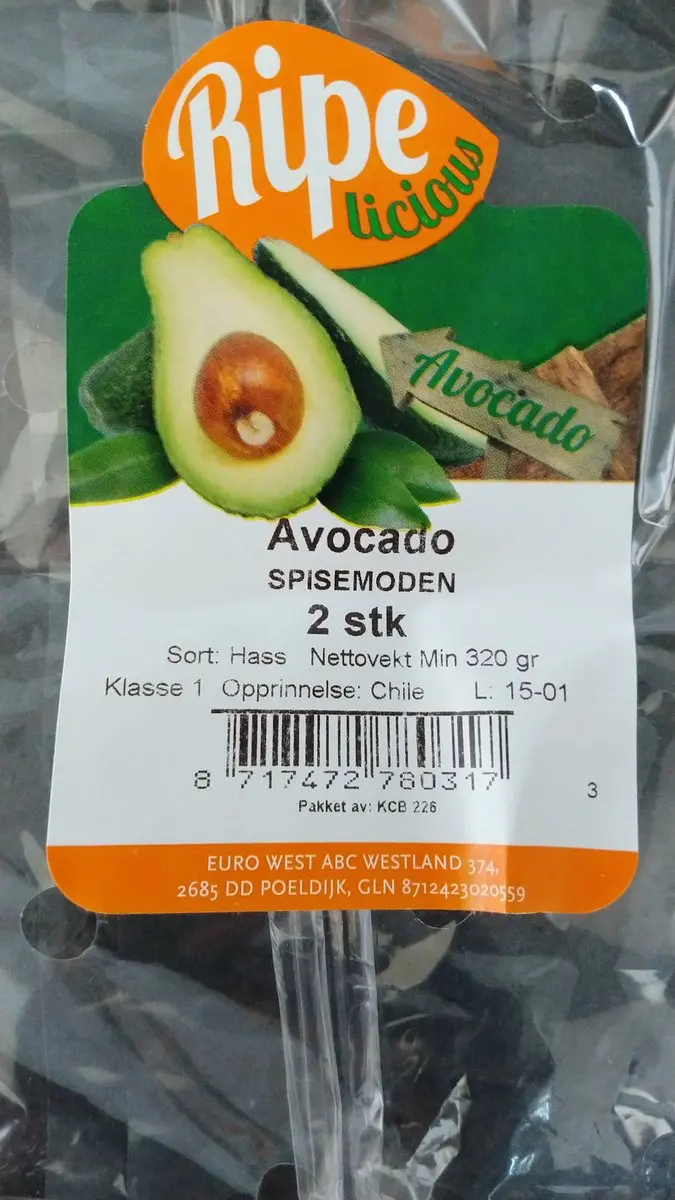 Ripe
licious
Avocado
Avocado
SPISEMODEN
2 stk
Sort: Hass Nettovekt Min 320 gr
Klasse 1 Opprinnelse: Chile L: 15-01
8 717472 780317
3
Pakket av: KCB 226
EURO WEST ABC WESTLAND 374,
2685 DD POELDIJK, GLN 8712423020559